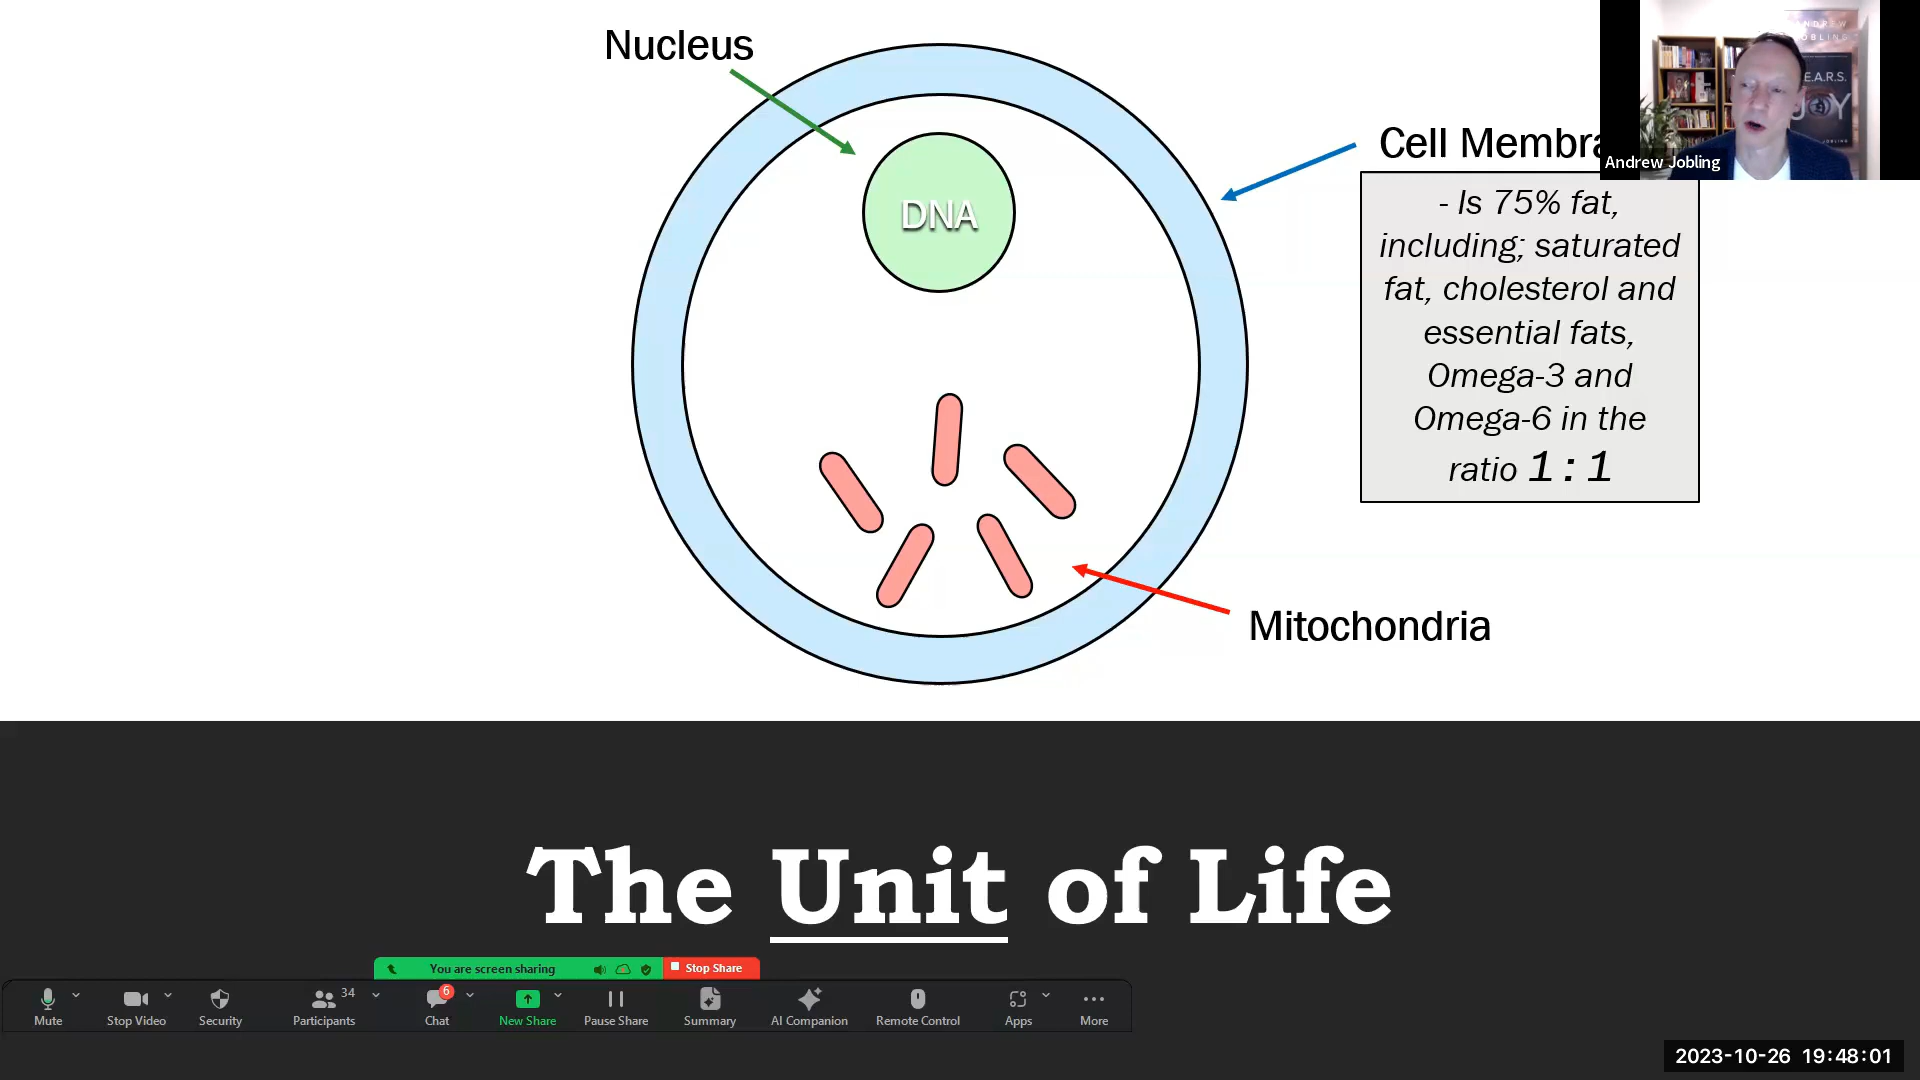 Nucleus
DNA
Cell Membra
- Is 75% fat,
including; saturated
fat, cholesterol and
essential fats,
Omega-3 and
Omega-6 in the
ratio 1:1
Mitochondria
ANDREW
JOBLING
E.A.R.S.
JOY
Andrew Jobling
The Unit of Life
You are screen sharing
Stop Share
Mute
Stop Video
Security
34
Participants
6
Chat
New Share
Pause Share
Summary
AI Companion
Remote Control
Apps
More
2023-10-26 19:48:01